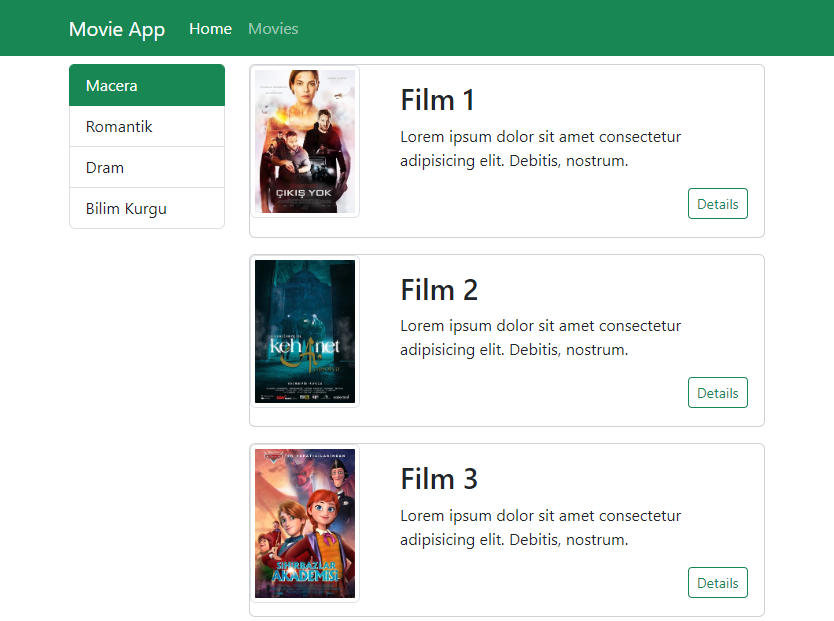 Movie App
Home
Movies
Macera
Romantik
Dram
Bilim Kurgu
ÇIKIŞ YOK
Film 1
Lorem ipsum dolor sit amet consectetur
adipisicing elit. Debitis, nostrum.
Details
kehanet
Film 2
Lorem ipsum dolor sit amet consectetur
adipisicing elit. Debitis, nostrum.
Details
SİHİRBAZLAR
AKADEMİSİ
Film 3
Lorem ipsum dolor sit amet consectetur
adipisicing elit. Debitis, nostrum.
Details